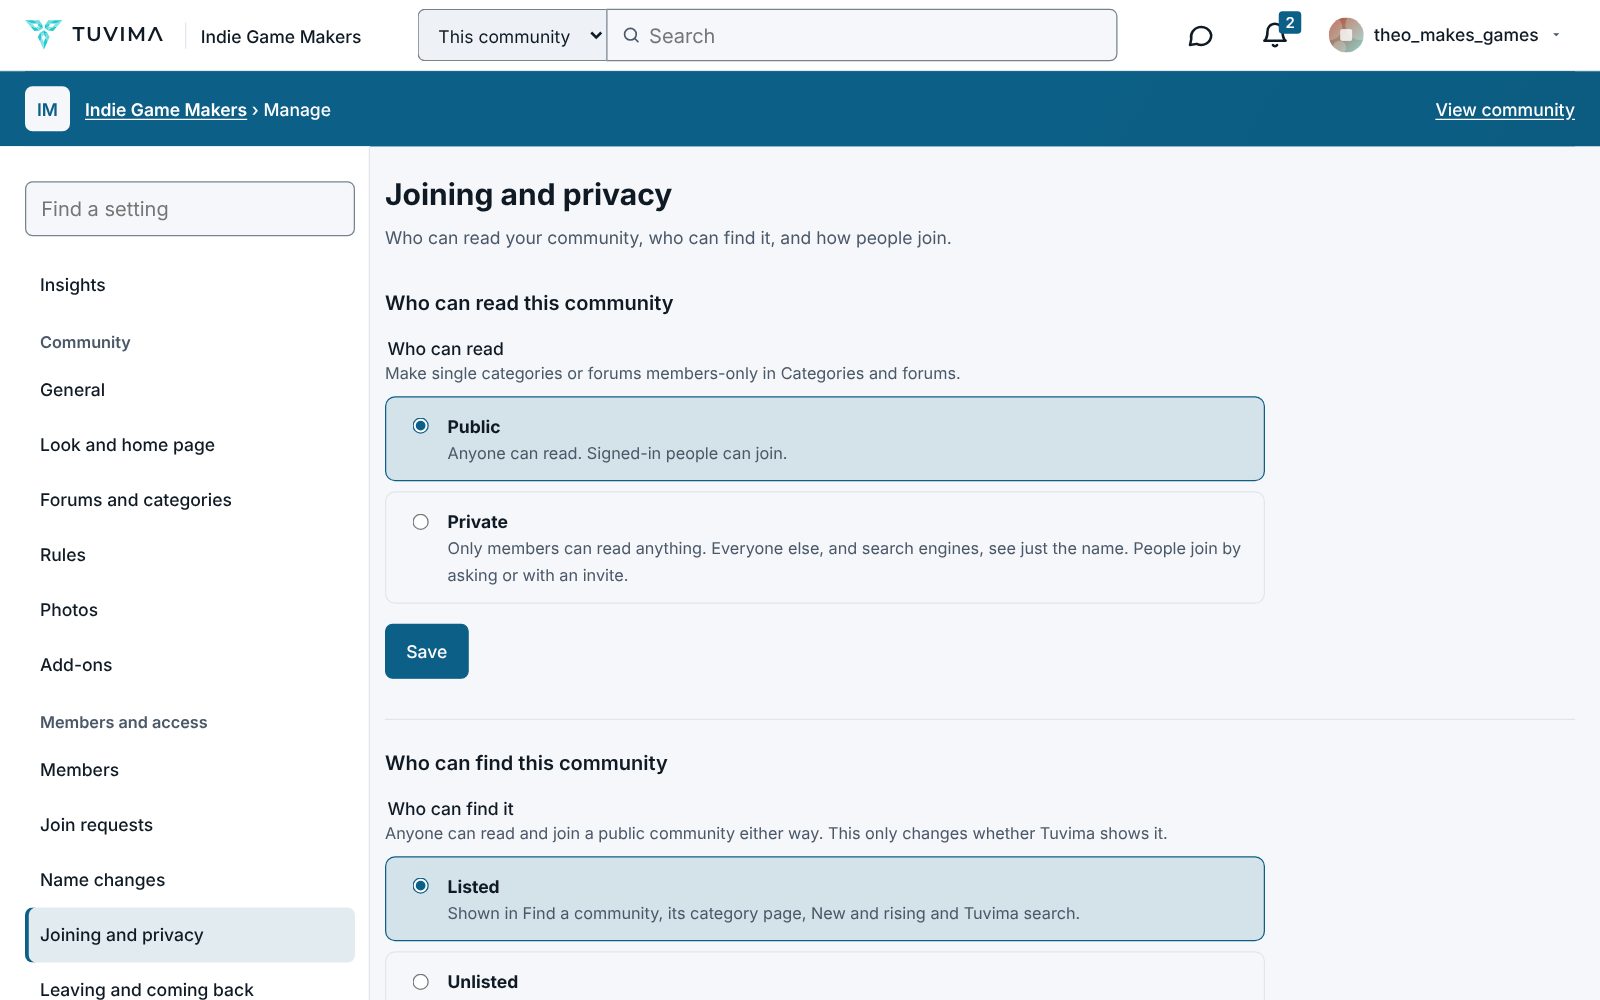 TUVIMA
Indie Game Makers
This community
Search
2
theo_makes_games
IM
Indie Game Makers › Manage
View community
Find a setting
Insights
Community
General
Look and home page
Forums and categories
Rules
Photos
Add-ons
Members and access
Members
Join requests
Name changes
Joining and privacy
Leaving and coming back
Joining and privacy
Who can read your community, who can find it, and how people join.
Who can read this community
Who can read
Make single categories or forums members-only in Categories and forums.
Public
Anyone can read. Signed-in people can join.
Private
Only members can read anything. Everyone else, and search engines, see just the name. People join by
asking or with an invite.
Save
Who can find this community
Who can find it
Anyone can read and join a public community either way. This only changes whether Tuvima shows it.
Listed
Shown in Find a community, its category page, New and rising and Tuvima search.
Unlisted